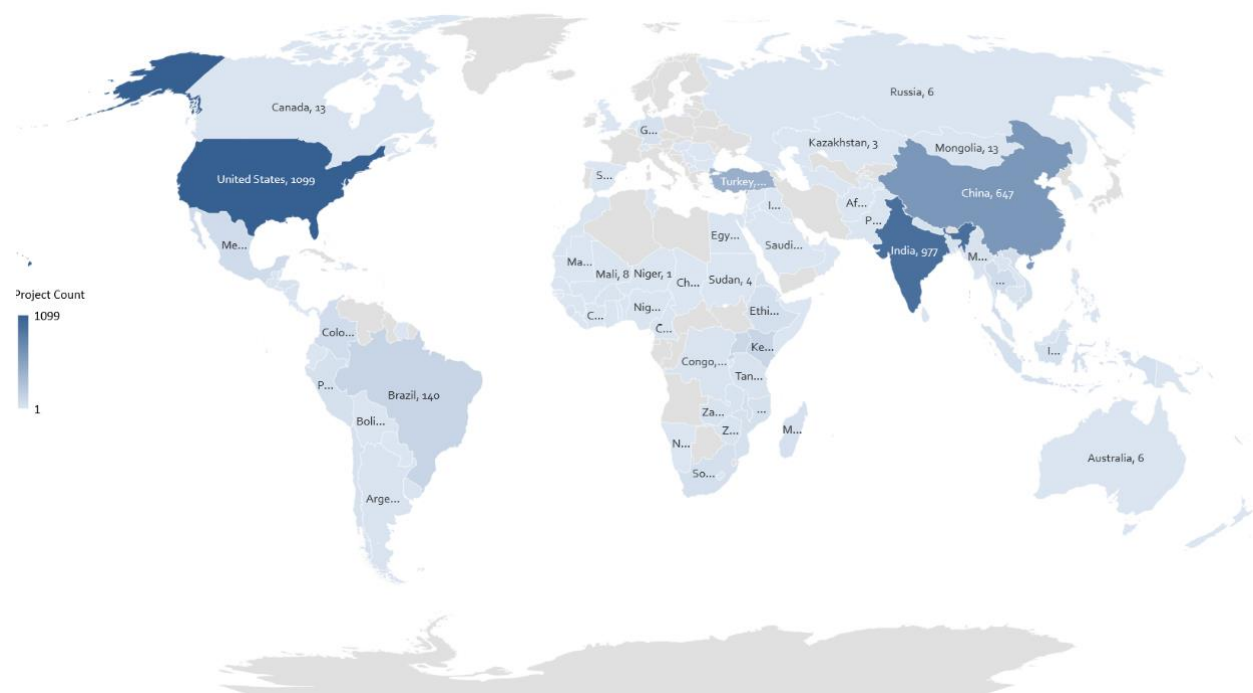 Canada, 13
Russia, 6
G...
Kazakhstan, 3
Mongolia, 13
United States, 1099
S...
Turkey,...
China, 647
I...
Af...
P...
Me...
Egy...
Saudi...
India, 977
M...
Ma...
Mali, 8
Niger, 1
Ch...
Sudan, 4
...
Project Count
1099
1
C...
Nig...
Ethi...
C...
Colo...
Ke...
I...
Congo,...
P...
Tan...
Brazil, 140
Za...
...
Boli...
Z...
M...
N...
Australia, 6
So...
Arge...